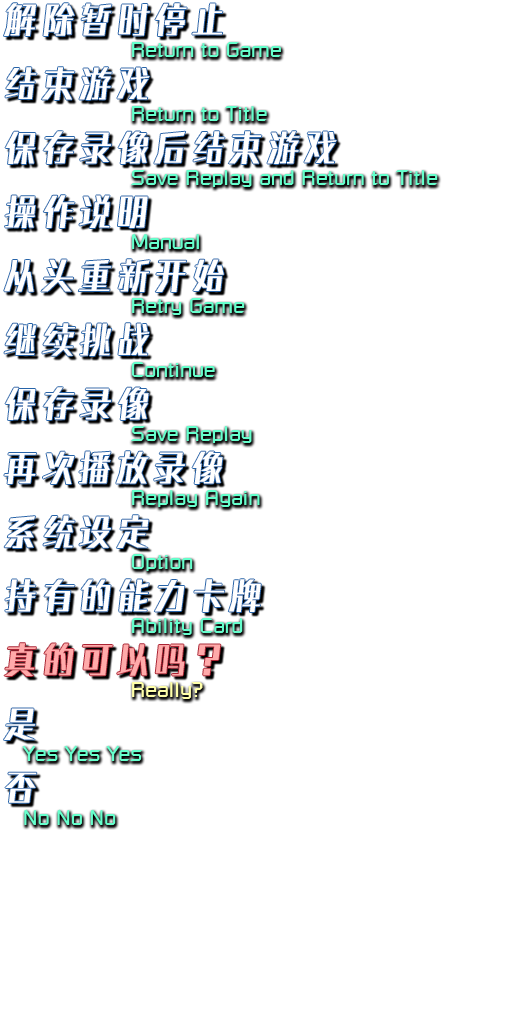 解除暂时停止
Return to Game
结束游戏
Return to Title
保存录像后结束游戏
Save Replay and Return to Title
操作说明
Manual
从头重新开始
Retry Game
继续挑战
Continue
保存录像
Save Replay
再次播放录像
Replay Again
系统设定
Option
持有的能力卡牌
Ability Card
真的可以吗？
Really?
是
Yes Yes Yes
否
No No No